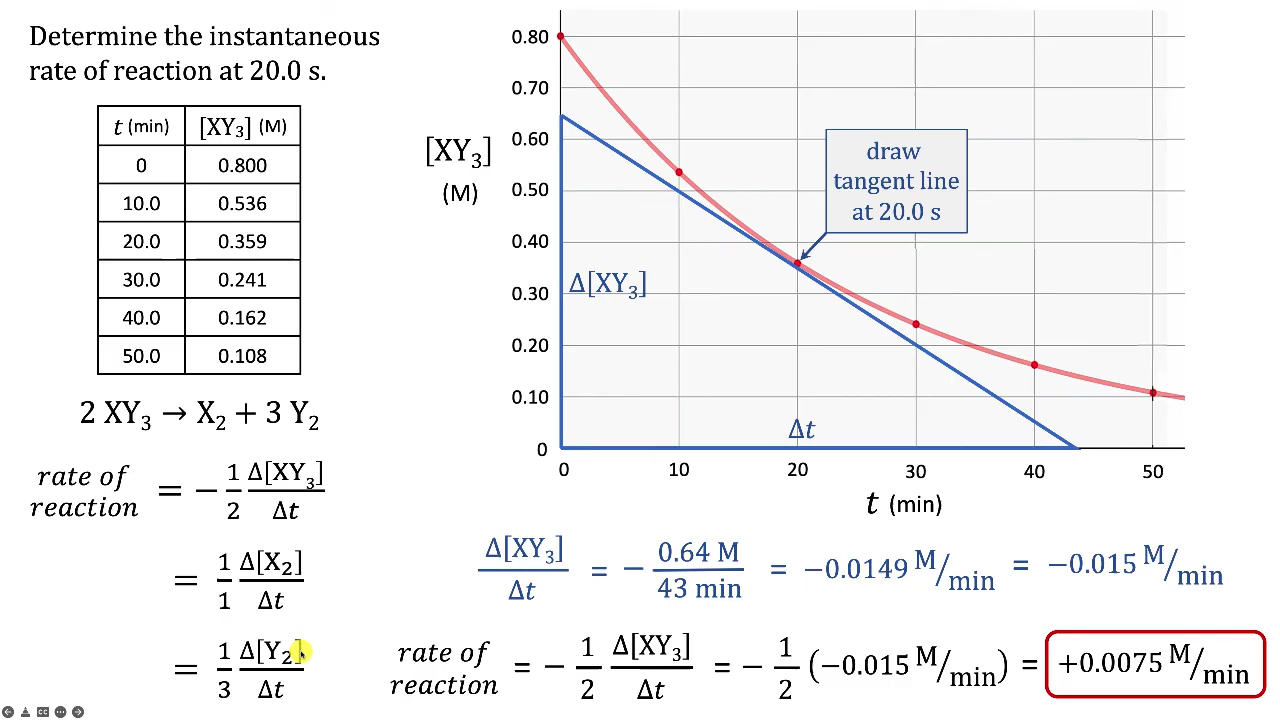 Determine the instantaneous
rate of reaction at 20.0 s.
t (min) [XY₃] (M)
0 0.800
10.0 0.536
20.0 0.359
30.0 0.241
40.0 0.162
50.0 0.108
2 XY₃ → X₂ + 3 Y₂
rate of reaction = − 1/2 Δ[XY₃]/Δt
= 1/1 Δ[X₂]/Δt
= 1/3 Δ[Y₂]/Δt
[XY₃]
(M)
0.80
0.70
0.60
0.50
0.40
0.30
0.20
0.10
0
draw
tangent line
at 20.0 s
Δ[XY₃]
Δt
0 10 20 30 40 50
t (min)
Δ[XY₃]/Δt = − 0.64 M/43 min = −0.0149 M/min = −0.015 M/min
rate of reaction = − 1/2 Δ[XY₃]/Δt = − 1/2 (−0.015 M/min) = +0.0075 M/min
CC